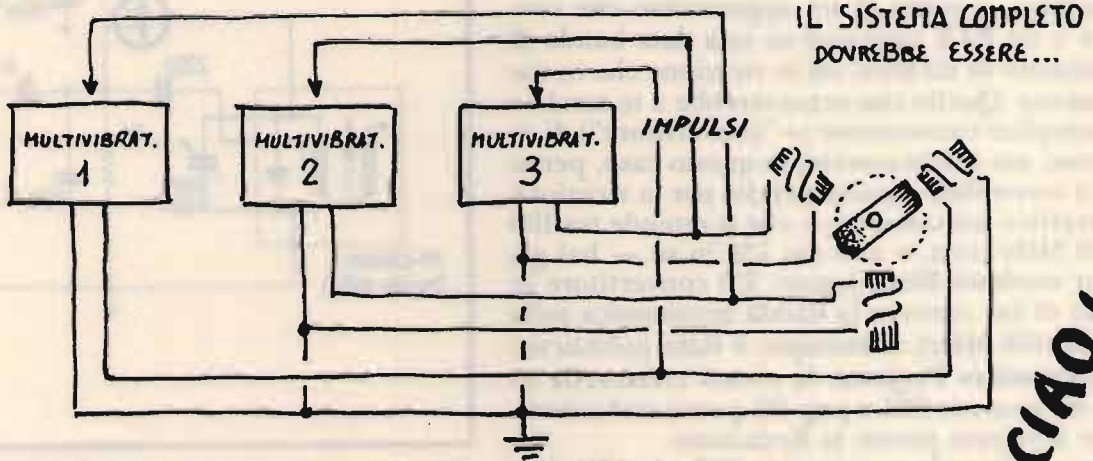 IL SISTEMA COMPLETO
DOVREBBE ESSERE...
MULTIVIBRAT.
1
MULTIVIBRAT.
2
MULTIVIBRAT.
3
IMPULSI
CIAO!